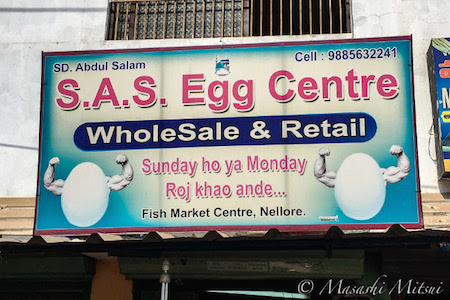 SD. Abdul Salam Cell : 9885632241
S.A.S. Egg Centre
WholeSale & Retail
Sunday ho ya Monday
Roj khao ande...
Fish Market Centre, Nellore.
© Masashi Mitsui